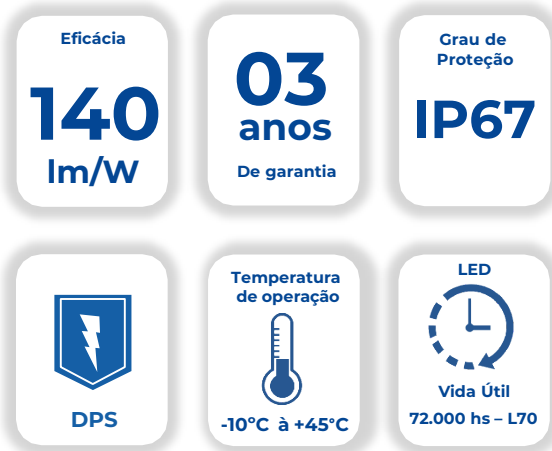 Eficácia
140
lm/W
03
anos
De garantia
Grau de
Proteção
IP67
DPS
Temperatura
de operação
-10°C à +45°C
LED
Vida Útil
72.000 hs – L70